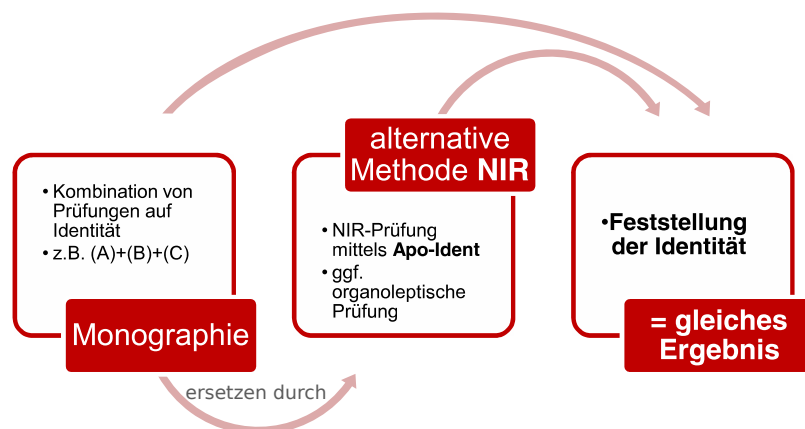 • Kombination von
Prüfungen auf
Identität
• z.B. (A)+(B)+(C)
Monographie
ersetzen durch
alternative
Methode NIR
• NIR-Prüfung
mittels Apo-Ident
• ggf.
organoleptische
Prüfung
•Feststellung
der Identität
= gleiches
Ergebnis